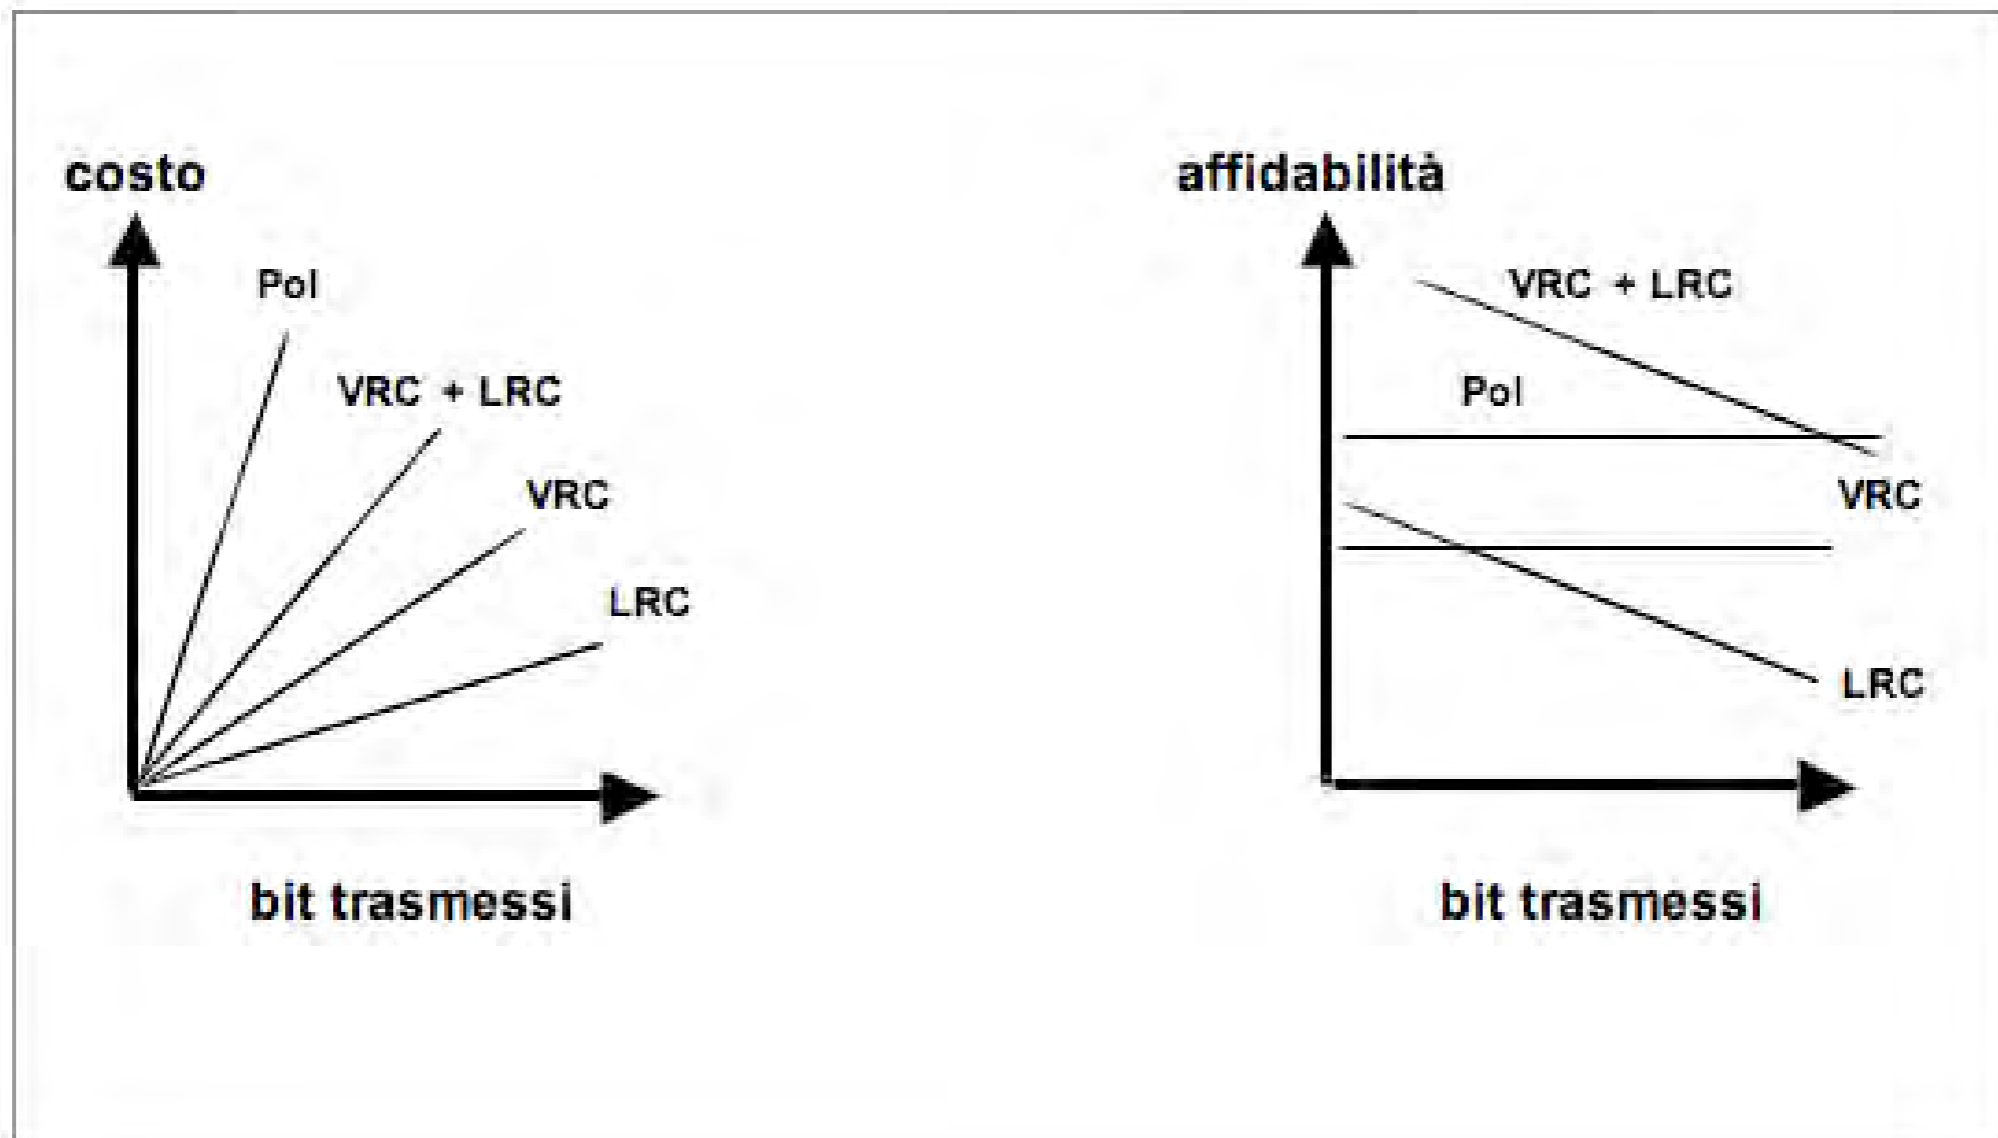 costo
Pol
VRC + LRC
VRC
LRC
bit trasmessi
affidabilità
VRC + LRC
Pol
VRC
LRC
bit trasmessi